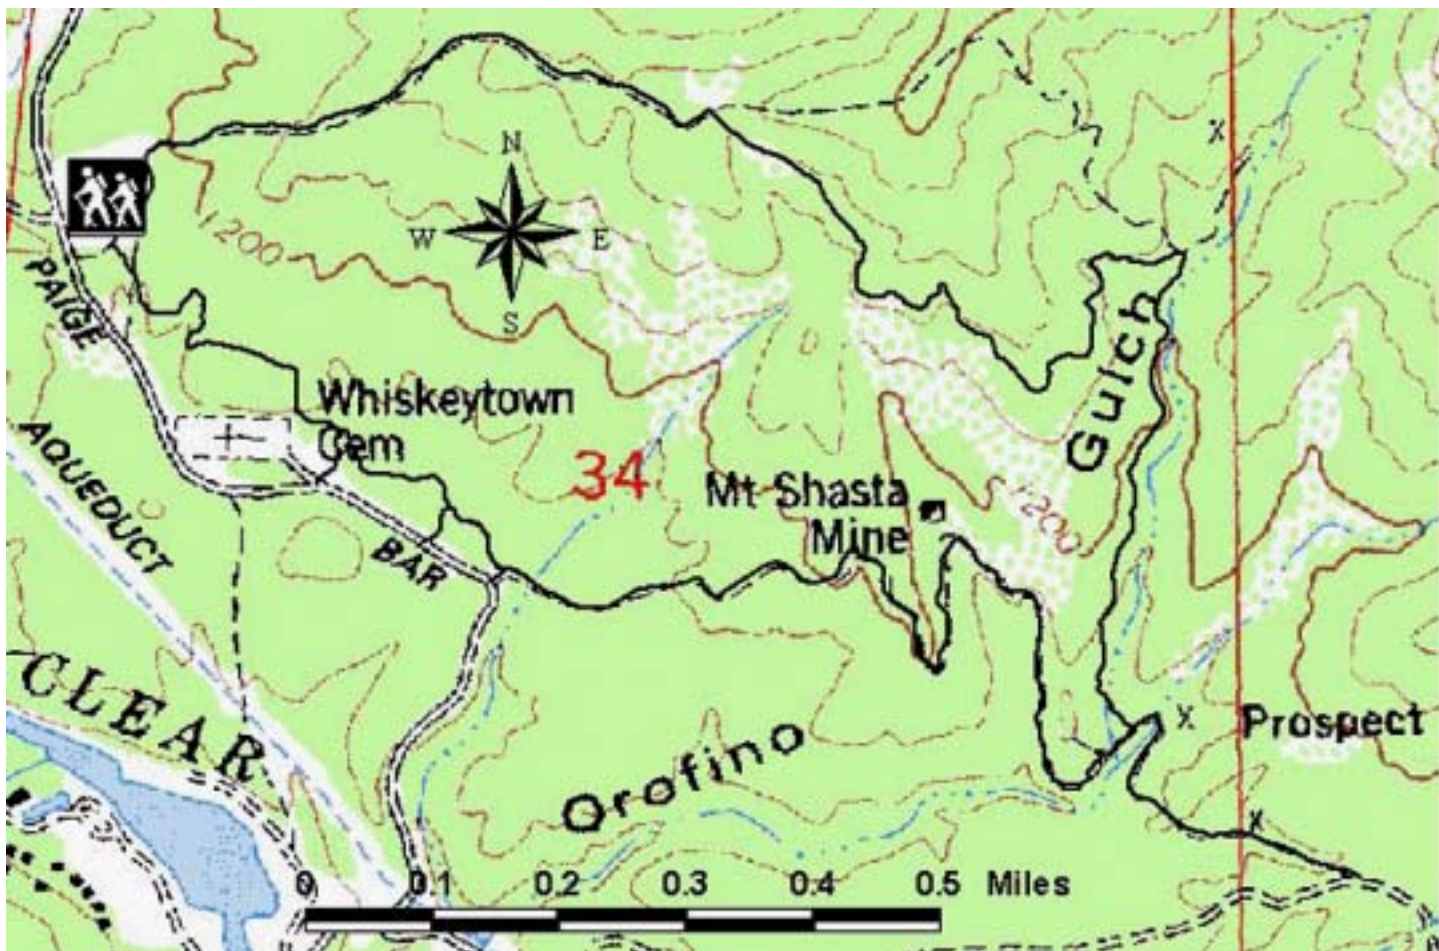 N
W
E
S
1200
PAIGE
Gulch
Whiskeytown
Cem
AQUEDUCT
34
Mt Shasta
Mine
1200
BAR
CLEAR
X
X
Prospect
Orofino
X
0 0.1 0.2 0.3 0.4 0.5 Miles